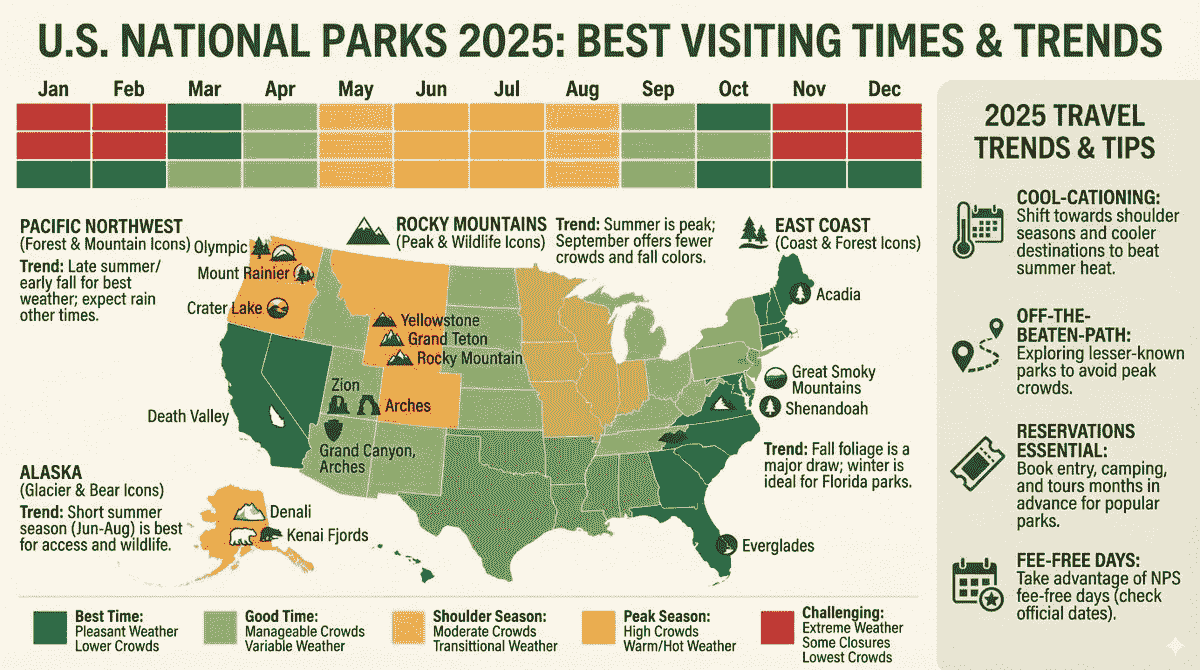 U.S. NATIONAL PARKS 2025: BEST VISITING TIMES & TRENDS
Jan Feb Mar Apr May Jun Jul Aug Sep Oct Nov Dec
PACIFIC NORTHWEST
(Forest & Mountain Icons)
Trend: Late summer/
early fall for best
weather; expect rain
other times.
Olympic
Mount Rainier
Crater Lake
ROCKY MOUNTAINS
(Peak & Wildlife Icons)
Trend: Summer is peak;
September offers fewer
crowds and fall colors.
EAST COAST
(Coast & Forest Icons)
Acadia
Yellowstone
Grand Teton
Rocky Mountain
Zion
Arches
Death Valley
Grand Canyon,
Arches
Great Smoky
Mountains
Shenandoah
Trend: Fall foliage is a
major draw; winter is
ideal for Florida parks.
Everglades
ALASKA
(Glacier & Bear Icons)
Trend: Short summer
season (Jun-Aug) is best
for access and wildlife.
Denali
Kenai Fjords
2025 TRAVEL
TRENDS & TIPS
COOL-CATIONING:
Shift towards shoulder
seasons and cooler
destinations to beat
summer heat.
OFF-THE-
BEATEN-PATH:
Exploring lesser-known
parks to avoid peak
crowds.
RESERVATIONS
ESSENTIAL:
Book entry, camping,
and tours months in
advance for popular
parks.
FEE-FREE DAYS:
Take advantage of NPS
fee-free days (check
official dates).
Best Time:
Pleasant Weather
Lower Crowds
Good Time:
Manageable Crowds
Variable Weather
Shoulder Season:
Moderate Crowds
Transittional Weather
Peak Season:
High Crowds
Warm/Hot Weather
Challenging:
Extreme Weather
Some Closures
Lowest Crowds